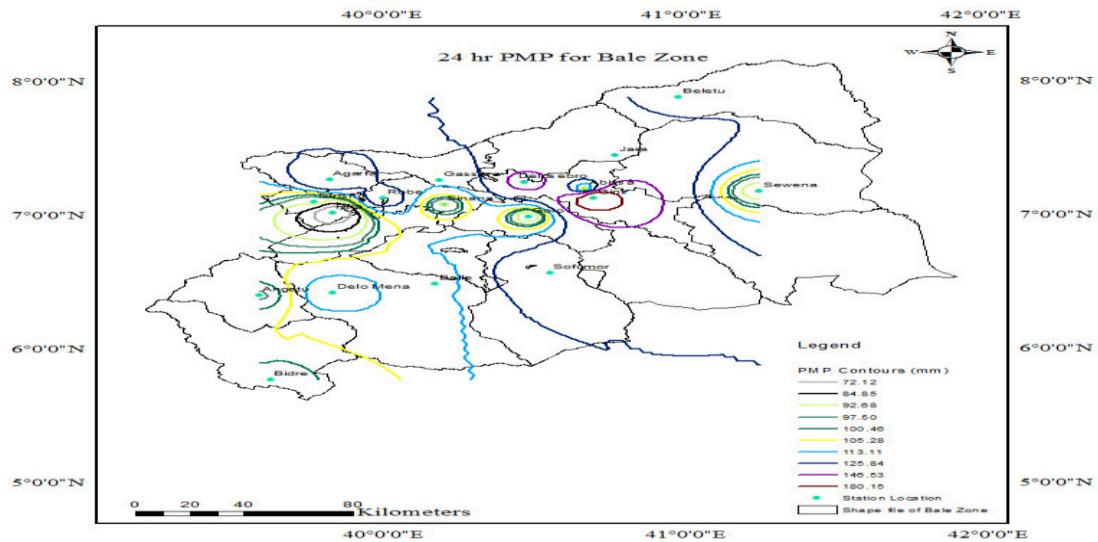 40°0'0"E 41°0'0"E 42°0'0"E
N
W E
S
24 hr PMP for Bale Zone
8°0'0"N 8°0'0"N
Beletu
Jara
Agarfa
Gassera
Sewena
Robe
Sinana
7°0'0"N 7°0'0"N
Sofumor
Angetu
Delo Mena
6°0'0"N 6°0'0"N
Bidre
Legend
PMP Contours (mm)
72.12
84.85
92.68
97.50
100.46
105.28
113.11
125.84
146.53
180.15
Station Location
Shape file of Bale Zone
5°0'0"N 5°0'0"N
0 20 40 80
Kilometers
40°0'0"E 41°0'0"E 42°0'0"E